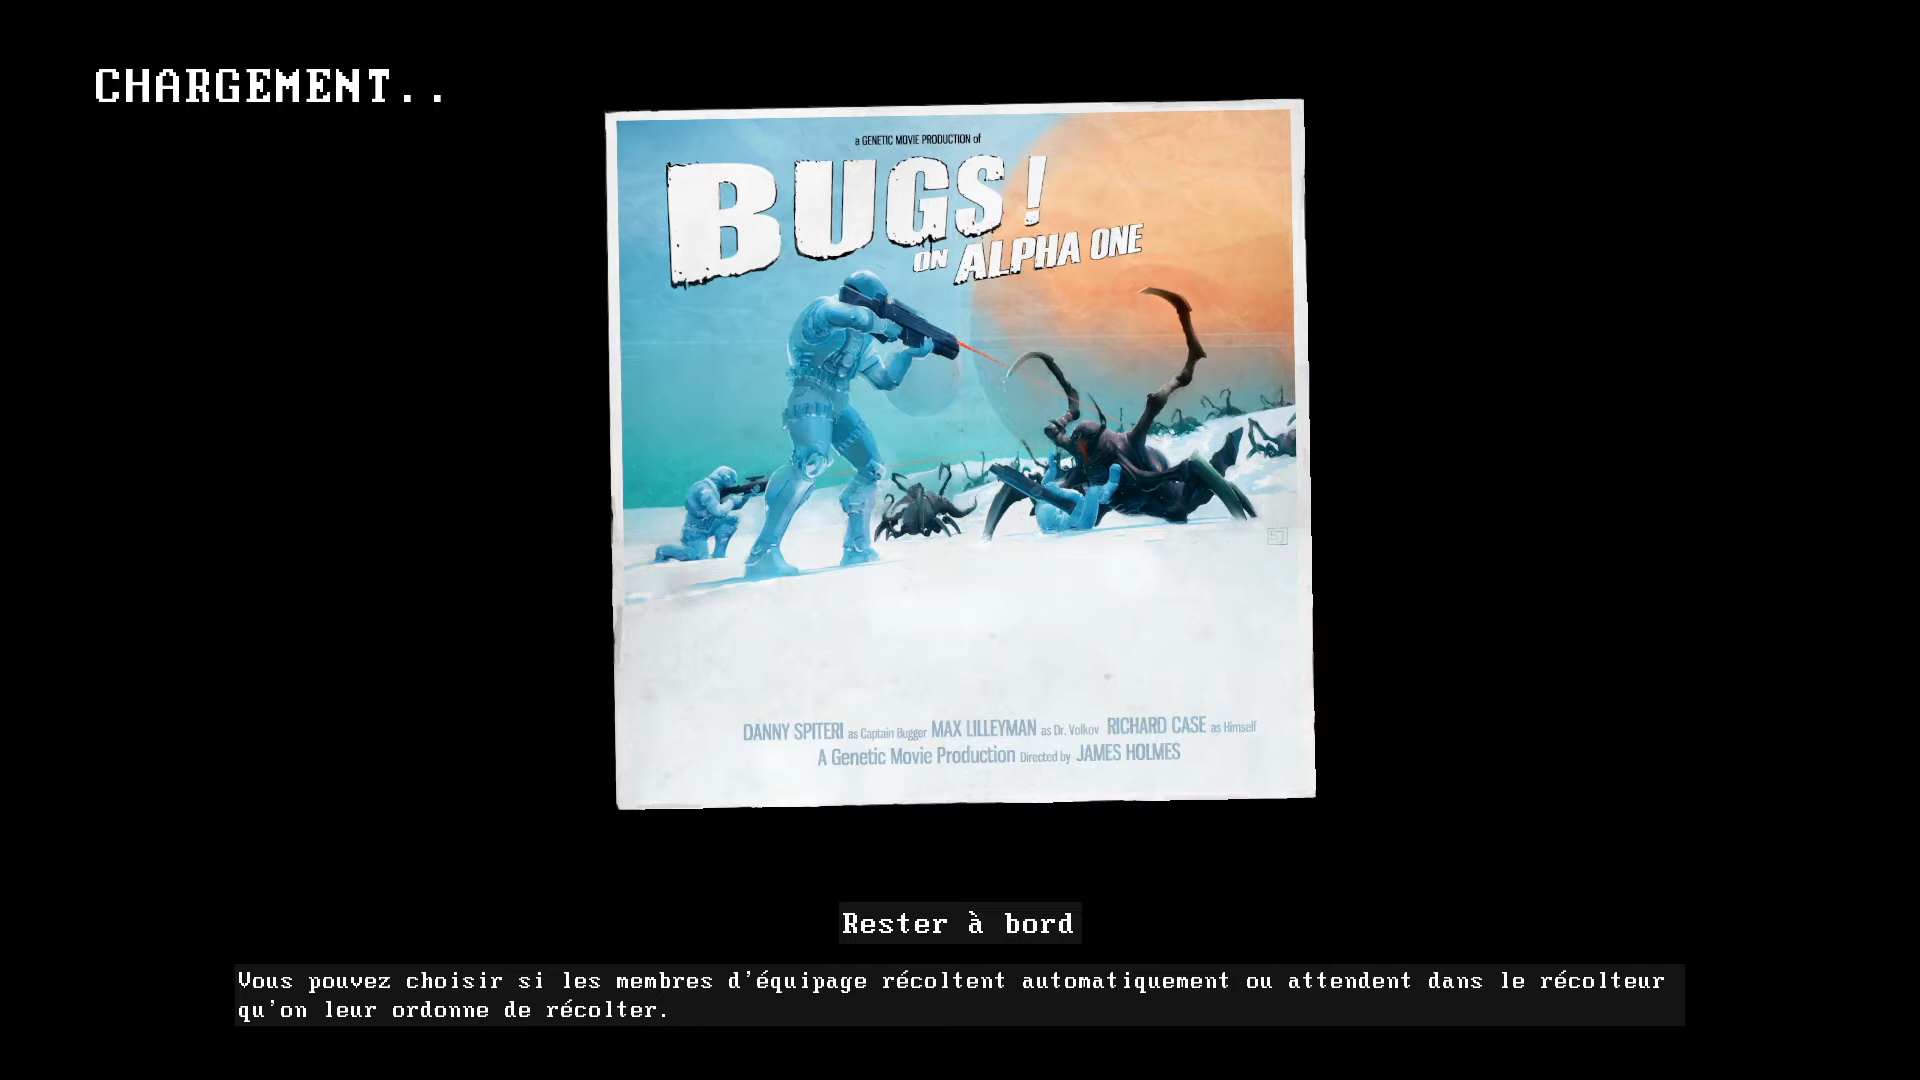 CHARGEMENT..
a GENETIC MOVIE PRODUCTION of
BUGS!
ON ALPHA ONE
DANNY SPITERI as Captain Bugger MAX LILLEYMAN as Dr. Volkov RICHARD CASE as Himself
A Genetic Movie Production Directed by JAMES HOLMES
Rester à bord
Vous pouvez choisir si les membres d'équipage récoltent automatiquement ou attendent dans le récolteur
qu'on leur ordonne de récolter.